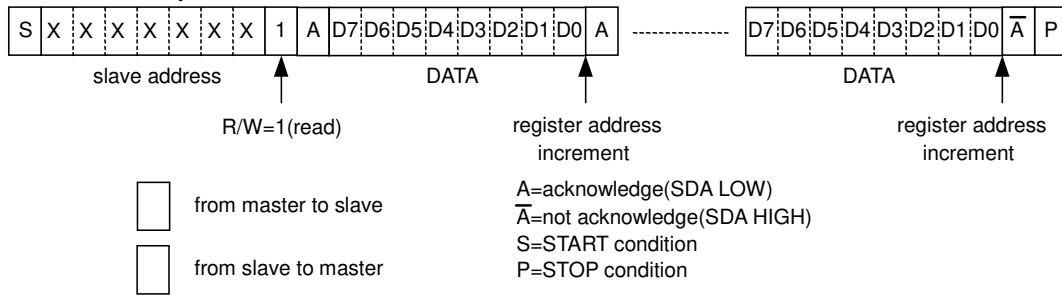 S X X X X X X X 1 A D7 D6 D5 D4 D3 D2 D1 D0 A D7 D6 D5 D4 D3 D2 D1 D0 A̅ P
slave address DATA DATA
R/W=1(read) register address increment register address increment
from master to slave
from slave to master
A=acknowledge(SDA LOW)
A̅=not acknowledge(SDA HIGH)
S=START condition
P=STOP condition